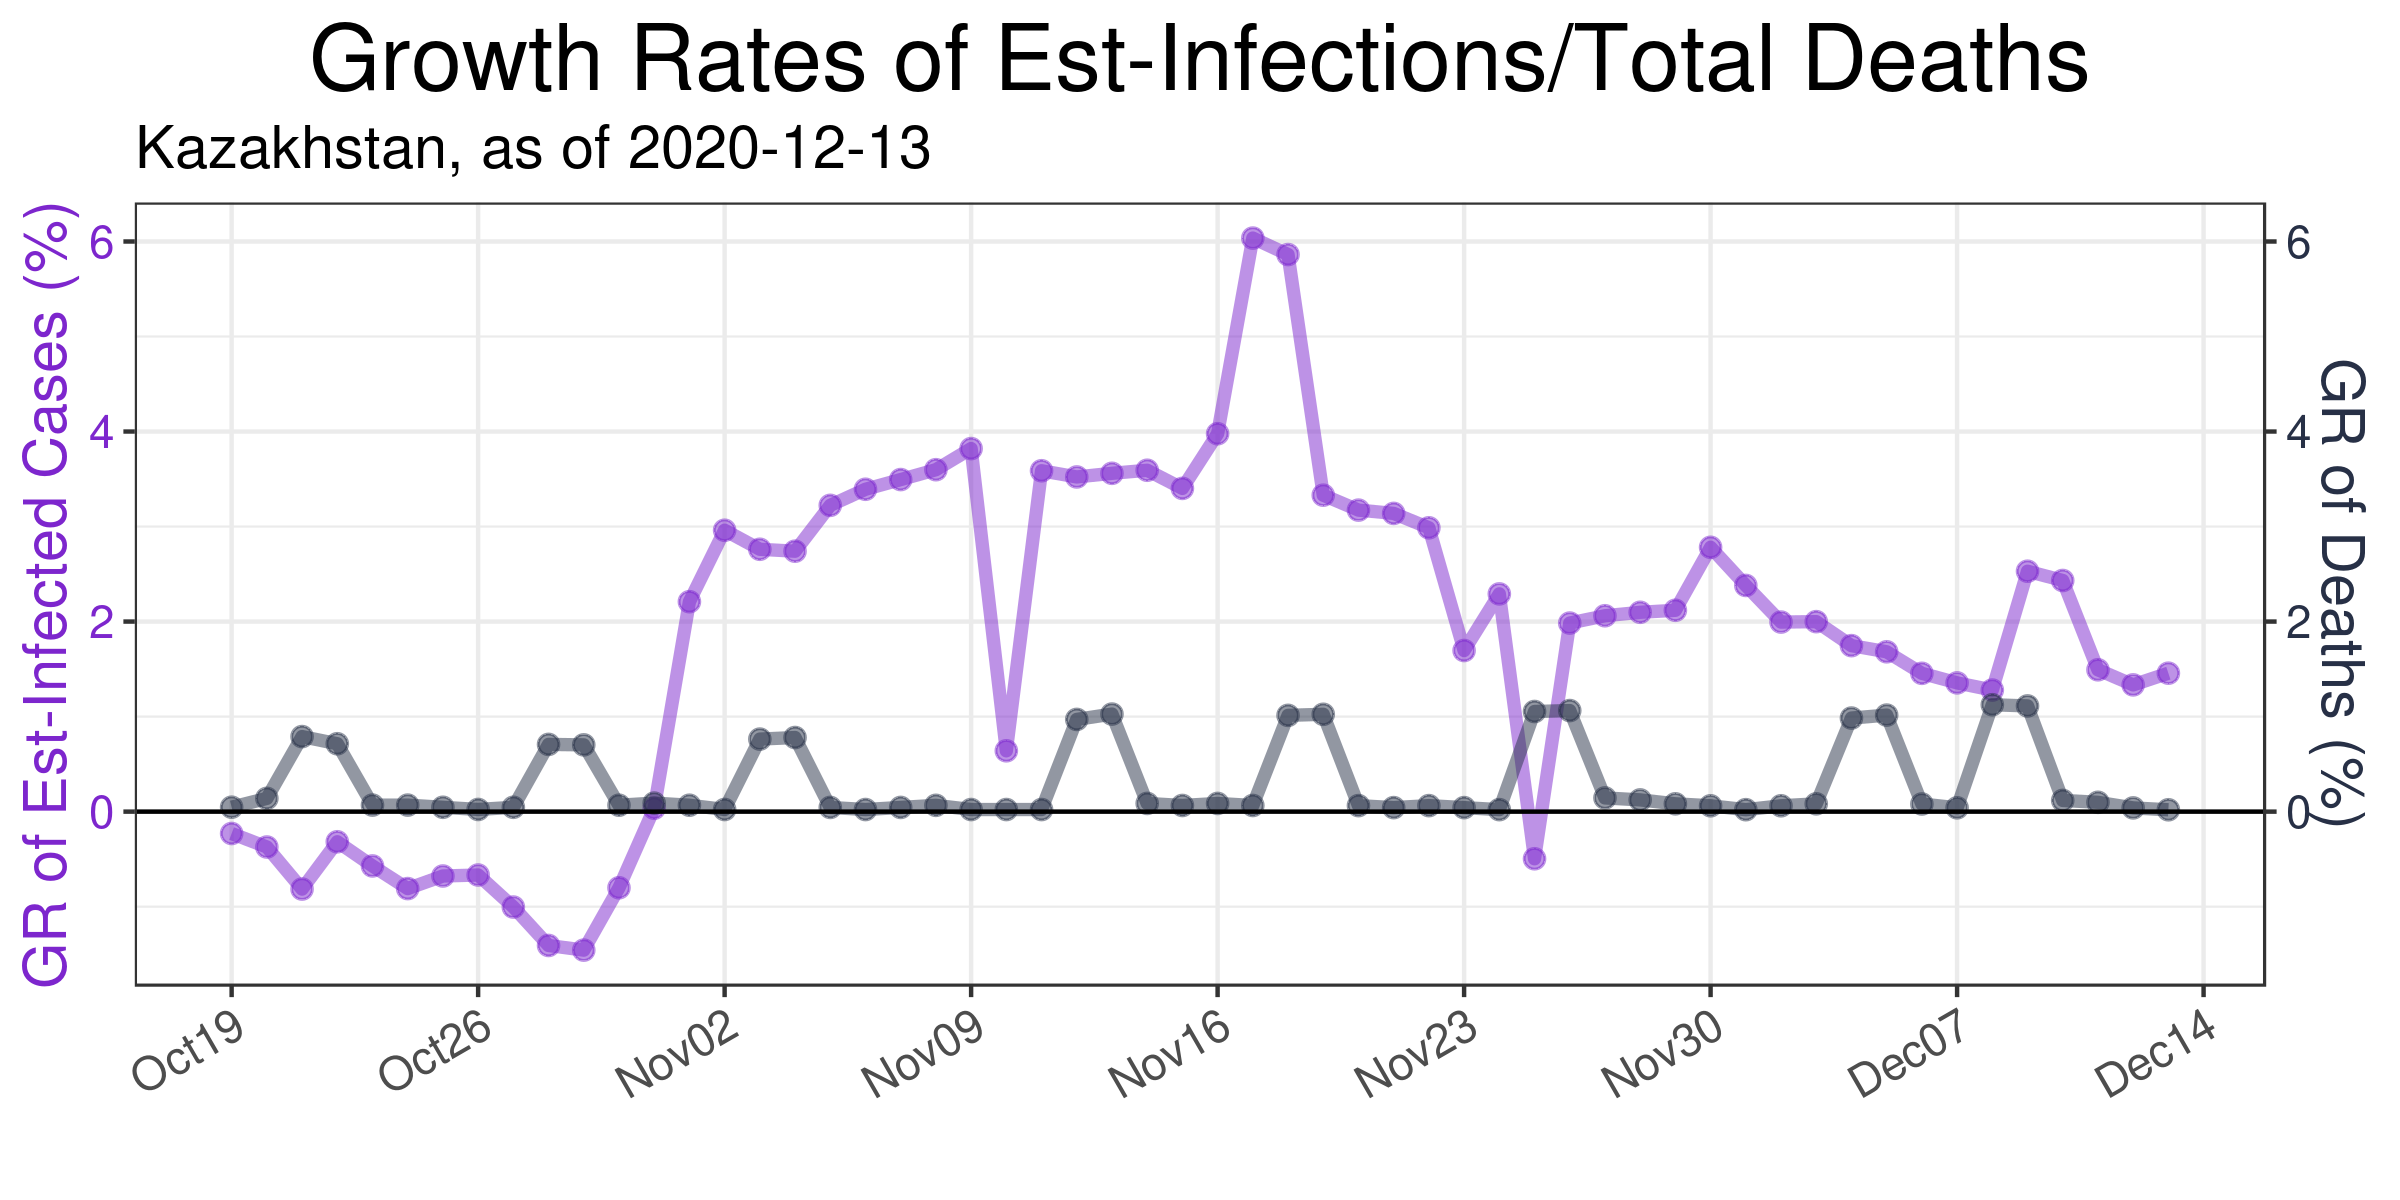 Growth Rates of Est-Infections/Total Deaths
Kazakhstan, as of 2020-12-13
GR of Est-Infected Cases (%)
6
4
2
0
6
4
2
0
GR of Deaths (%)
Oct19
Oct26
Nov02
Nov09
Nov16
Nov23
Nov30
Dec07
Dec14